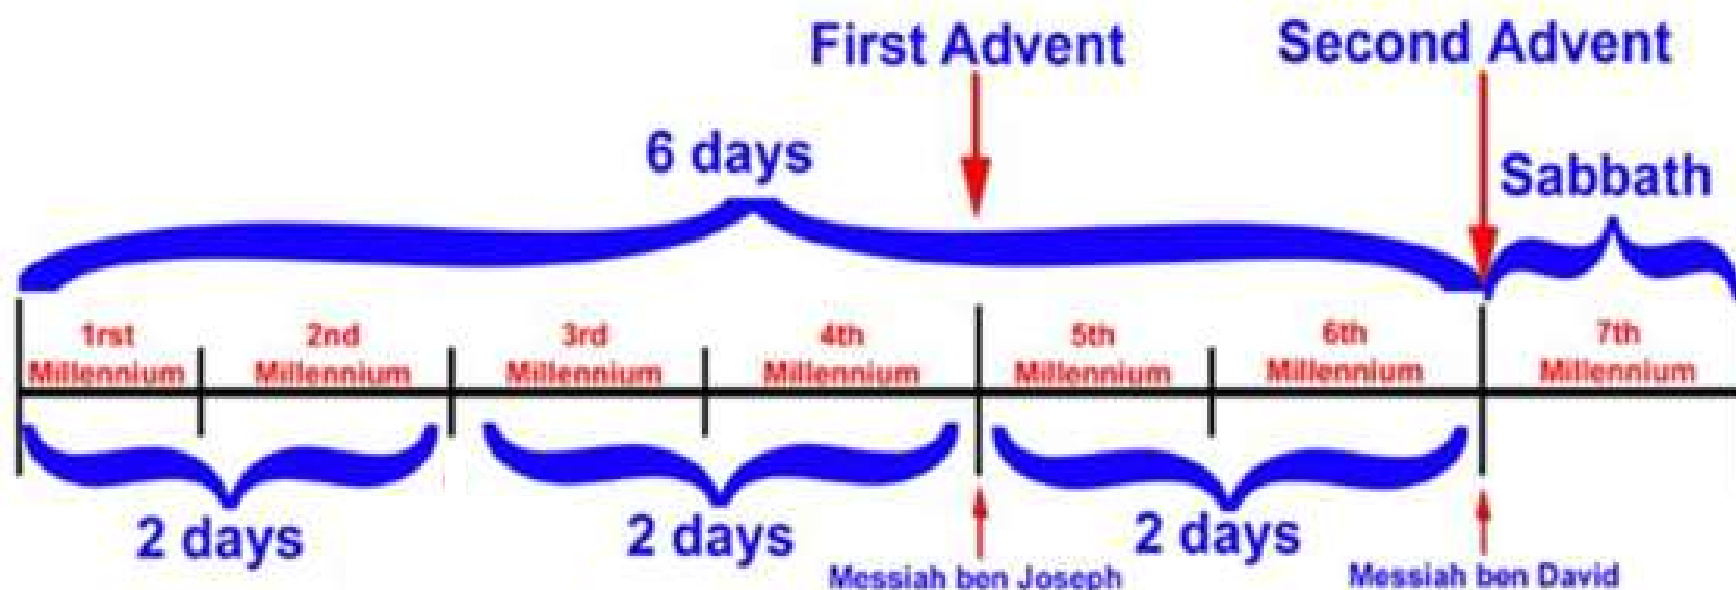 First Advent
Second Advent
6 days
Sabbath
1rst
Millennium
2nd
Millennium
3rd
Millennium
4th
Millennium
5th
Millennium
6th
Millennium
7th
Millennium
2 days
2 days
2 days
Messiah ben Joseph
Messiah ben David